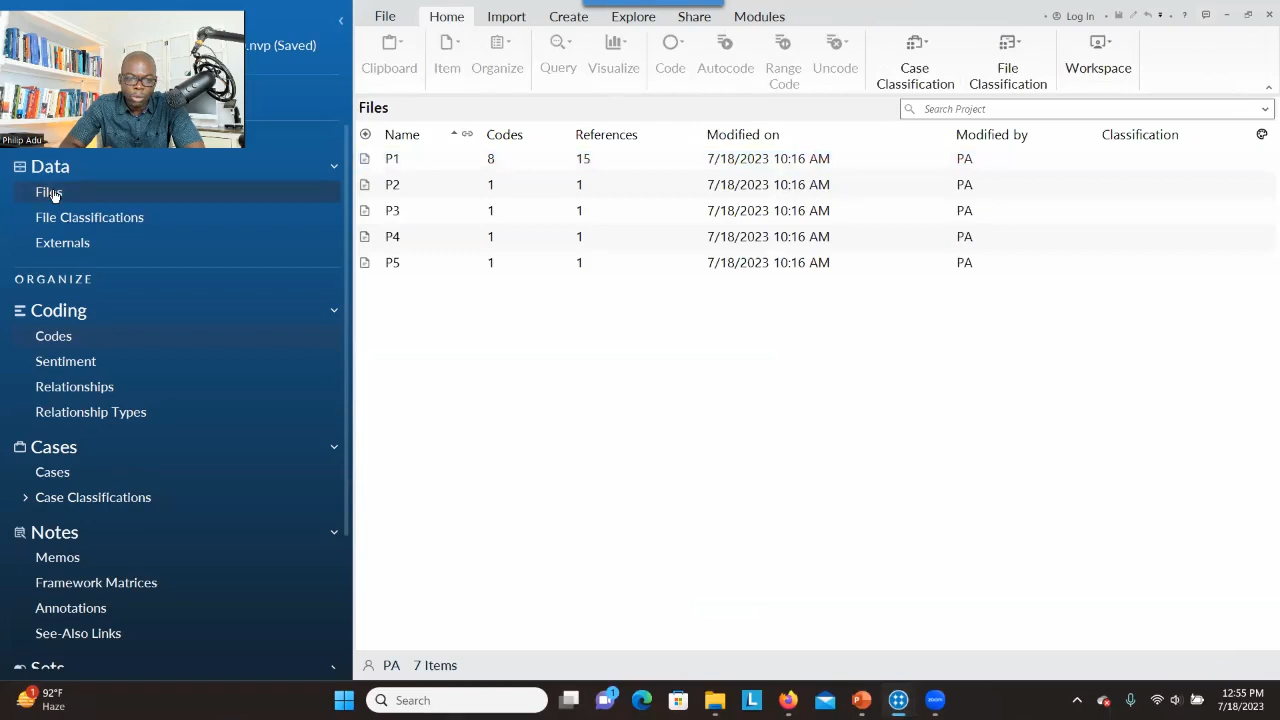 File Home Import Create Explore Share Modules Log In
.nvp (Saved)
Clipboard Item Organize Query Visualize Code Autocode Range Code Uncode Case Classification File Classification Workspace
Philip Adu
Files
Search Project
Name Codes References Modified on Modified by Classification
P1 8 15 7/18/2023 10:16 AM PA
P2 1 1 7/18/2023 10:16 AM PA
P3 1 1 7/18/2023 10:16 AM PA
P4 1 1 7/18/2023 10:16 AM PA
P5 1 1 7/18/2023 10:16 AM PA
Data
Files
File Classifications
Externals
ORGANIZE
Coding
Codes
Sentiment
Relationships
Relationship Types
Cases
Cases
Case Classifications
Notes
Memos
Framework Matrices
Annotations
See-Also Links
Sets
PA 7 Items
1
92°F
Haze
Search
1
L
12:55 PM
7/18/2023